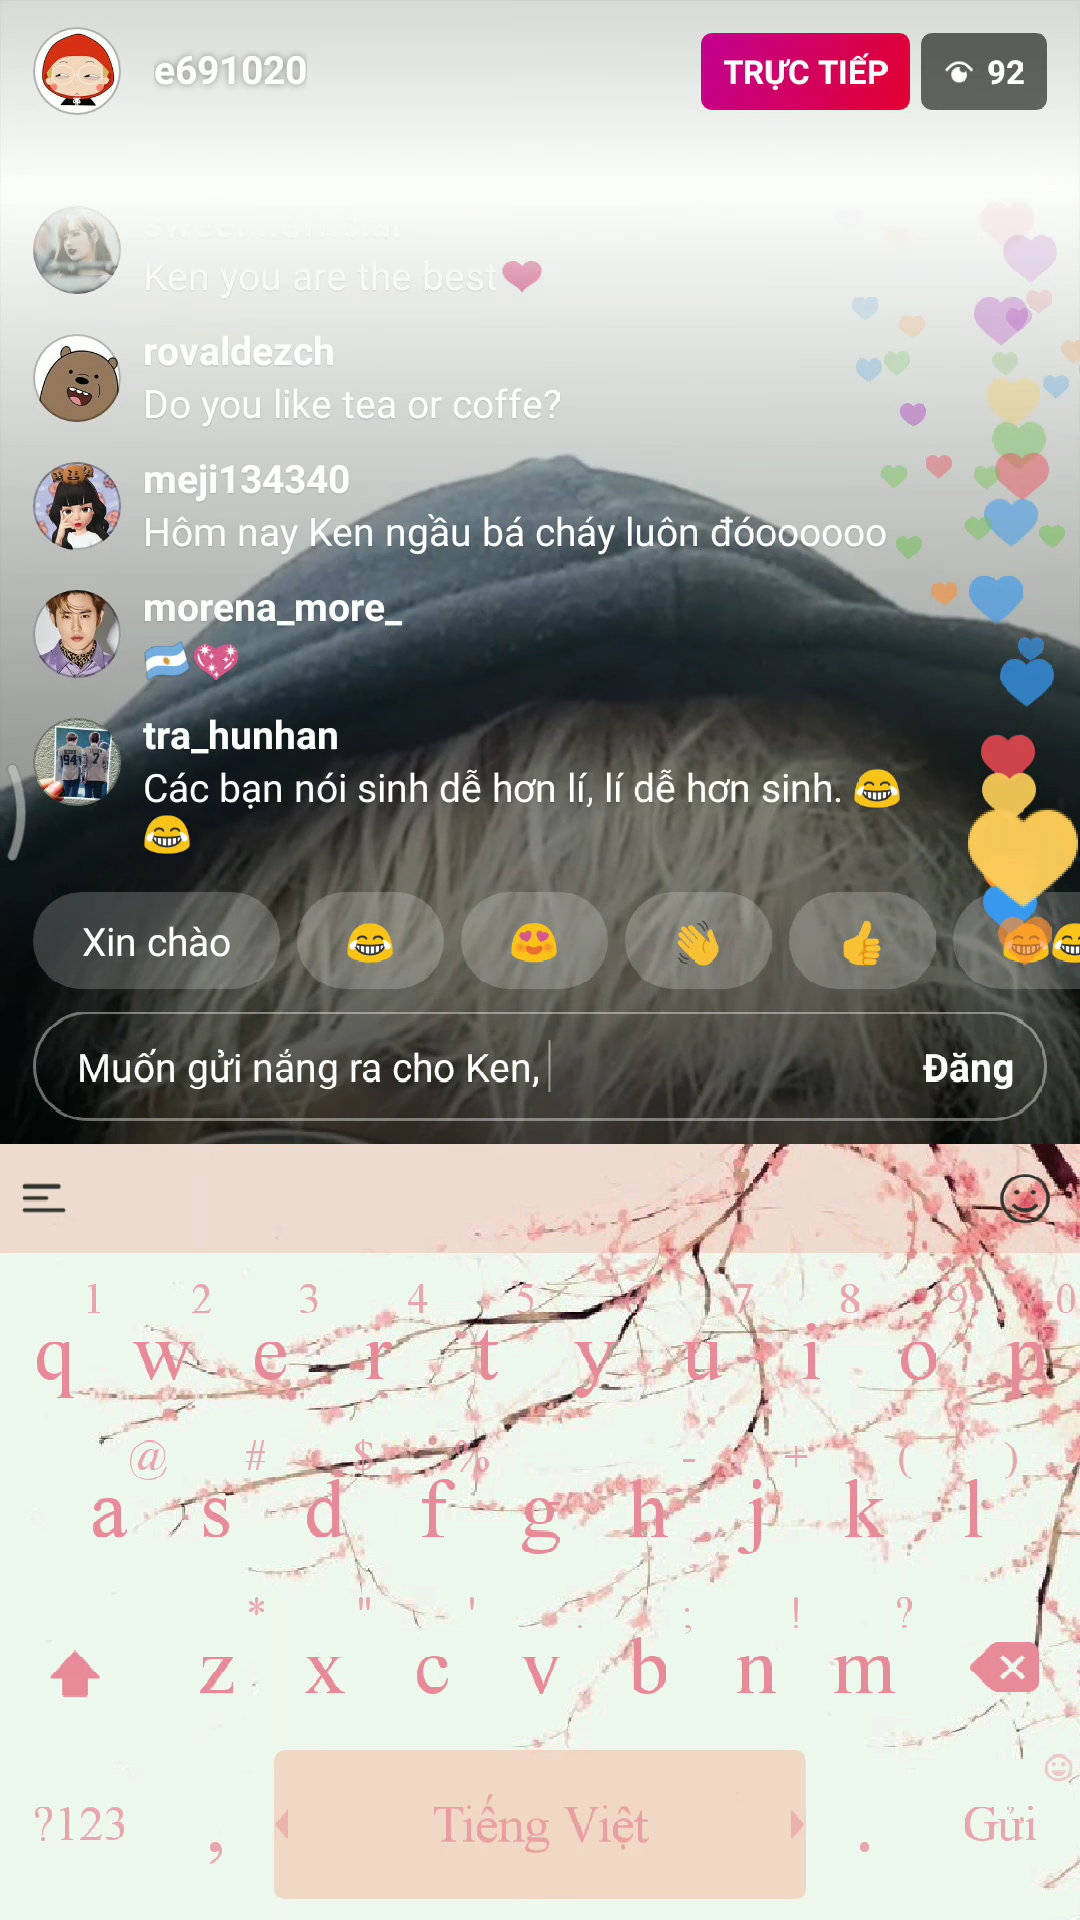 e691020
TRỰC TIẾP
92
Ken you are the best❤
rovaldezch
Do you like tea or coffe?
meji134340
Hôm nay Ken ngầu bá cháy luôn đóoooooo
morena_more_
🇦🇷💖
94 7
tra_hunhan
Các bạn nói sinh dễ hơn lí, lí dễ hơn sinh. 😂
😂
Xin chào 😂 😍 👋 👍 😂😂
Muốn gửi nắng ra cho Ken,
Đăng
1 2 3 4 5 7 8 9 0
q w e r t y u i o p
@ # $ % - + ( )
a s d f g h j k l
* " ' : ; ! ?
z x c v b n m
?123 , Tiếng Việt . Gửi